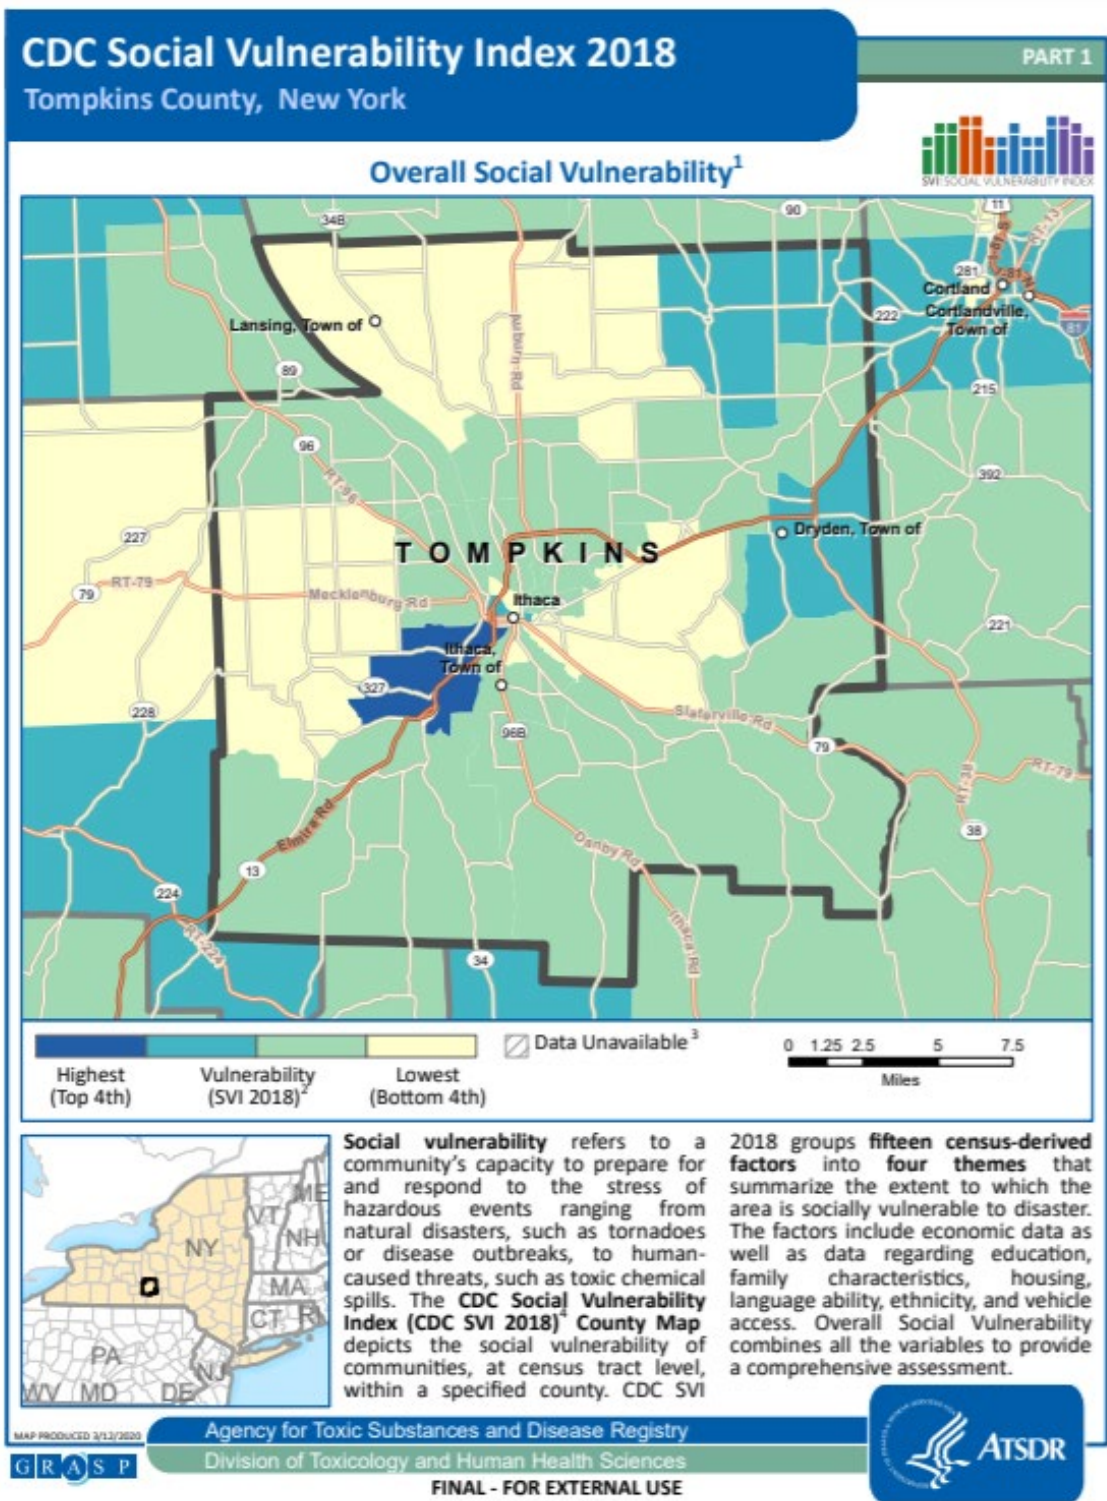 CDC Social Vulnerability Index 2018
PART 1
Tompkins County, New York
SVI: SOCIAL VULNERABILITY INDEX
Overall Social Vulnerability1
34B
90
11
I-81-S
RT-13
281
I-81-N
Cortland
Cortlandville,
Town of
222
81
Lansing, Town of
Auburn Rd
89
215
96
RT-96
392
227
Dryden, Town of
TOMPKINS
RT-79
79
Mecklenburg Rd
Ithaca
221
Ithaca,
Town of
327
228
96B
Slaterville Rd
79
RT-38
RT-79
Elmira Rd
38
Danby Rd
13
224
RT-224
34
Ithaca Rd
Data Unavailable3
0 1.25 2.5 5 7.5
Miles
Highest
(Top 4th)
Vulnerability
(SVI 2018)2
Lowest
(Bottom 4th)
ME
VT
NH
NY
MA
CT
RI
PA
NJ
WV
MD
DE
Social vulnerability refers to a
community's capacity to prepare for
and respond to the stress of
hazardous events ranging from
natural disasters, such as tornadoes
or disease outbreaks, to human-
caused threats, such as toxic chemical
spills. The CDC Social Vulnerability
Index (CDC SVI 2018)4 County Map
depicts the social vulnerability of
communities, at census tract level,
within a specified county. CDC SVI
2018 groups fifteen census-derived
factors into four themes that
summarize the extent to which the
area is socially vulnerable to disaster.
The factors include economic data as
well as data regarding education,
family characteristics, housing,
language ability, ethnicity, and vehicle
access. Overall Social Vulnerability
combines all the variables to provide
a comprehensive assessment.
MAP PRODUCED 3/12/2020
Agency for Toxic Substances and Disease Registry
GRASP
Division of Toxicology and Human Health Sciences
ATSDR
FINAL - FOR EXTERNAL USE